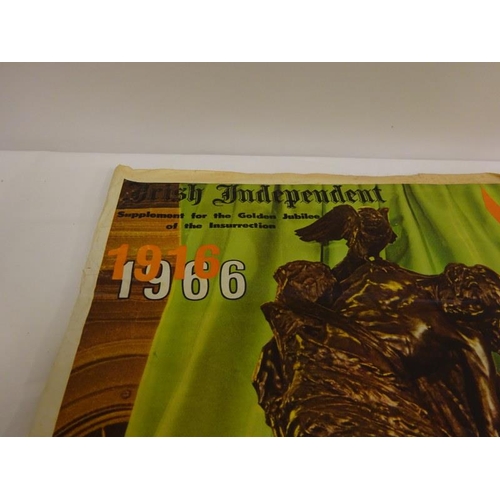 Irish Independent
Supplement for the Golden Jubilee
of the Insurrection
1916
1966